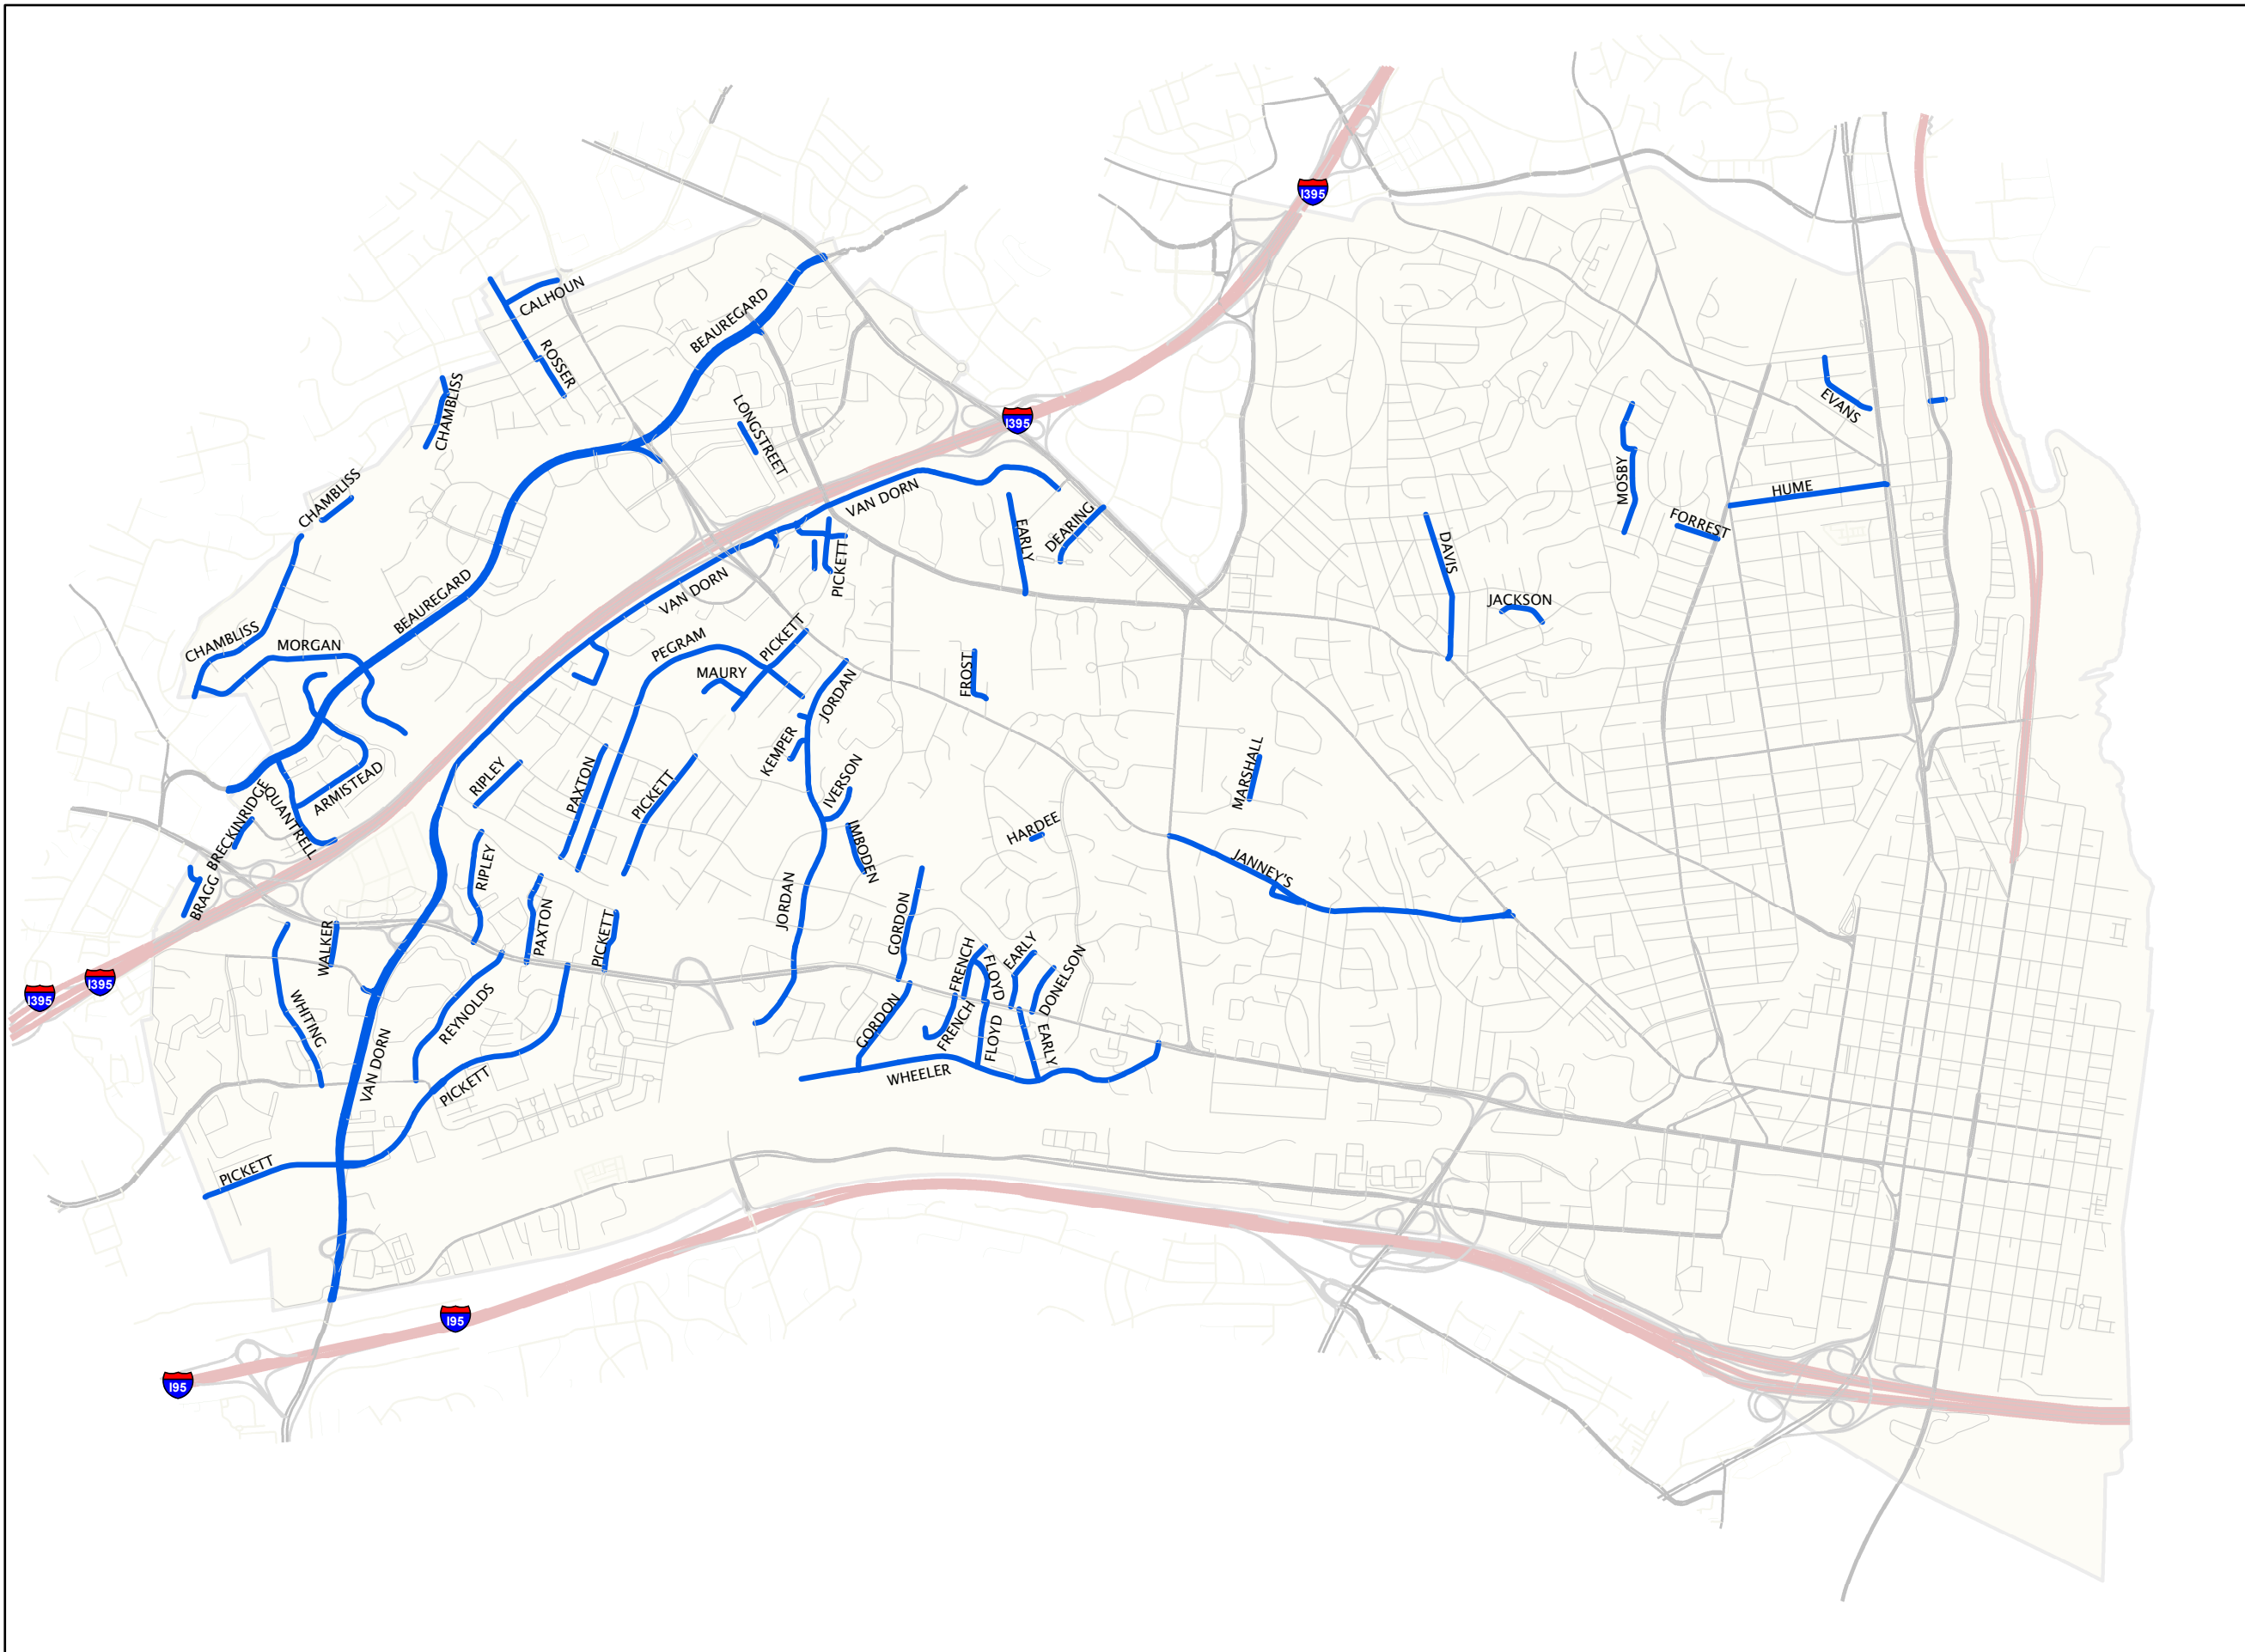 I395
CALHOUN
BEAUREGARD
ROSSER
CHAMBLISS
LONGSTREET
I395
EVANS
CHAMBLISS
VAN DORN
MOSBY
HUME
FORREST
EARLY
DEARING
DAVIS
PICKETT
VAN DORN
BEAUREGARD
JACKSON
CHAMBLISS
MORGAN
PEGRAM
PICKETT
MAURY
FROST
JORDAN
KEMPER
RIPLEY
PAXTON
PICKETT
IVERSON
MARSHALL
ARMISTEAD
QUANTRELL
BRECKINRIDGE
HARDEE
IMBODEN
JANNEY'S
RIPLEY
BRAGG
JORDAN
GORDON
PAXTON
PICKETT
WALKER
FRENCH
FLOYD
EARLY
DONELSON
I395
I395
WHITING
REYNOLDS
GORDON
FRENCH
FLOYD
EARLY
VAN DORN
WHEELER
PICKETT
PICKETT
I95
I95